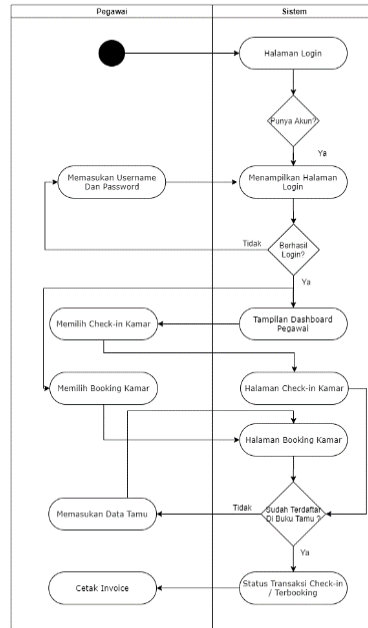 Pegawai
Sistem
Halaman Login
Punya Akun?
Ya
Memasukan Username
Dan Password
Menampilkan Halaman
Login
Tidak
Berhasil
Login?
Ya
Memilih Check-in Kamar
Tampilan Dashboard
Pegawai
Memilih Booking Kamar
Halaman Check-in Kamar
Halaman Booking Kamar
Memasukan Data Tamu
Tidak
Sudah Terdaftar
Di Buku Tamu ?
Ya
Cetak Invoice
Status Transaksi Check-in
/ Terbooking